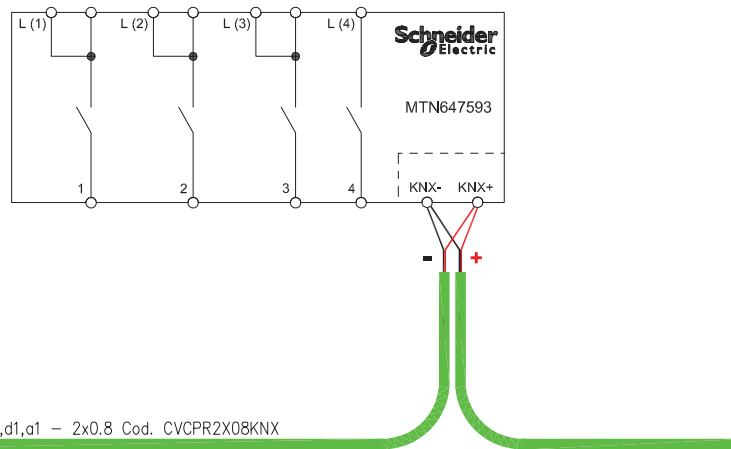 L (1)
L (2)
L (3)
L (4)
Schneider
Electric
MTN647593
1
2
3
4
KNX-
KNX+
-
+
,d1,a1 – 2x0.8 Cod. CVCPR2X08KNX